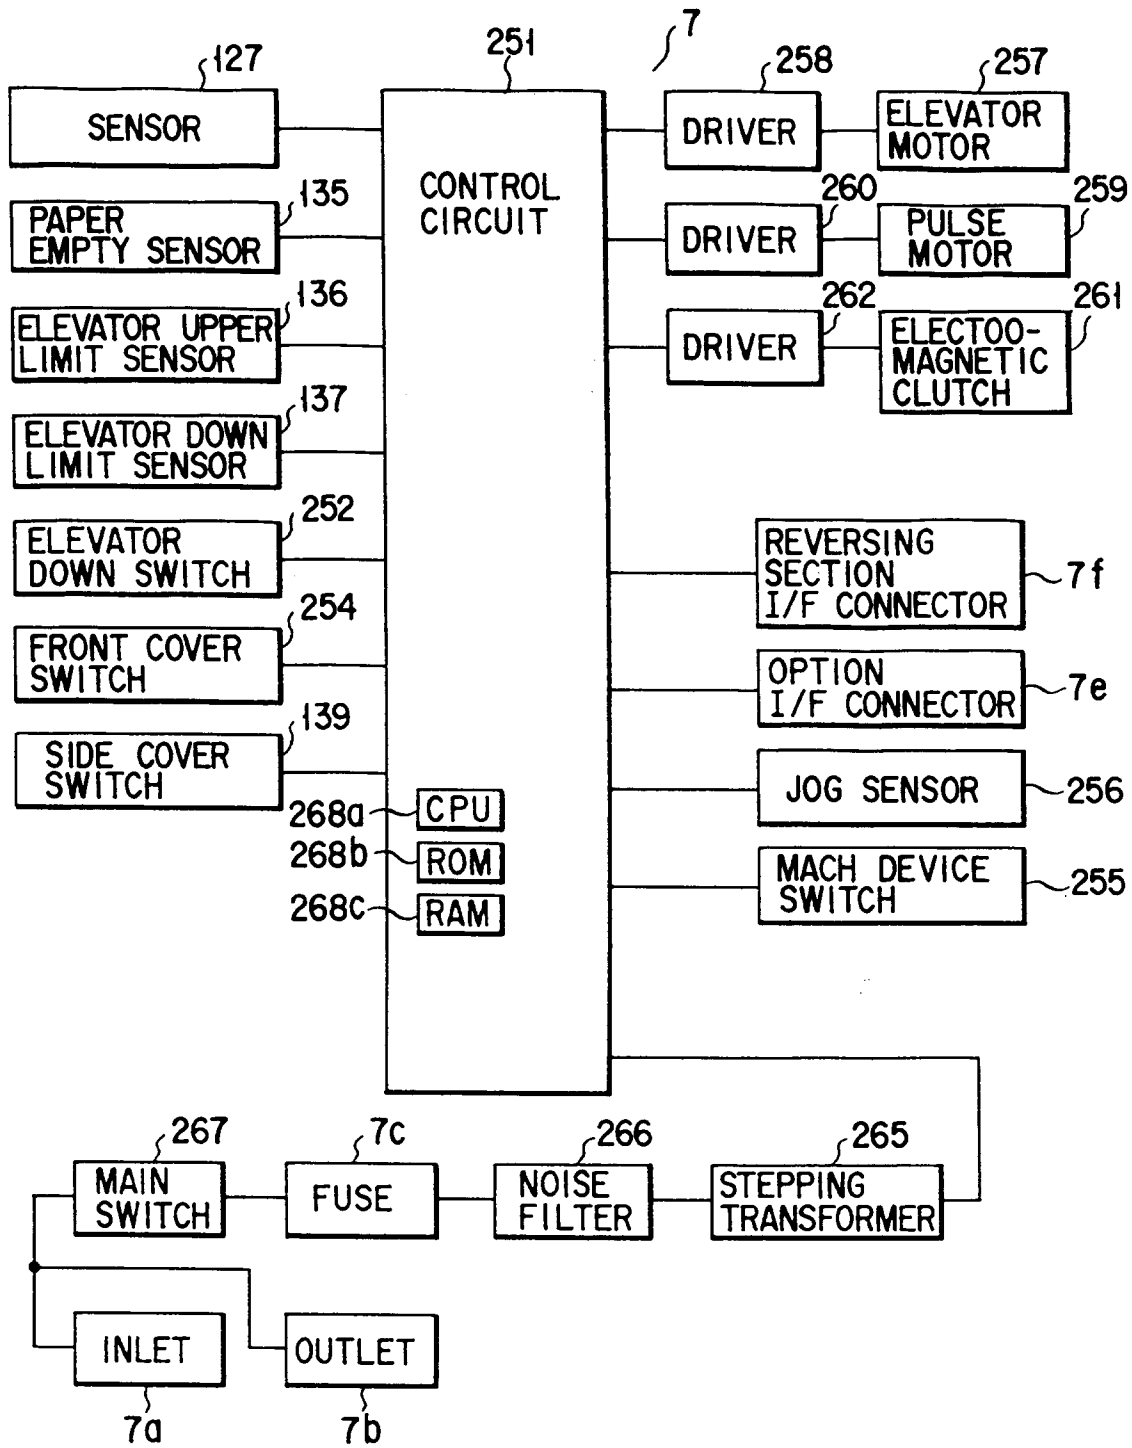 7
127
SENSOR
135
PAPER
EMPTY SENSOR
136
ELEVATOR UPPER
LIMIT SENSOR
137
ELEVATOR DOWN
LIMIT SENSOR
252
ELEVATOR
DOWN SWITCH
254
FRONT COVER
SWITCH
139
SIDE COVER
SWITCH
251
CONTROL
CIRCUIT
268a
CPU
268b
ROM
268c
RAM
258
DRIVER
257
ELEVATOR
MOTOR
260
DRIVER
259
PULSE
MOTOR
262
DRIVER
261
ELECTOO-
MAGNETIC
CLUTCH
REVERSING
SECTION
I/F CONNECTOR
7f
OPTION
I/F CONNECTOR
7e
JOG SENSOR
256
MACH DEVICE
SWITCH
255
267
MAIN
SWITCH
7c
FUSE
266
NOISE
FILTER
265
STEPPING
TRANSFORMER
INLET
7a
OUTLET
7b